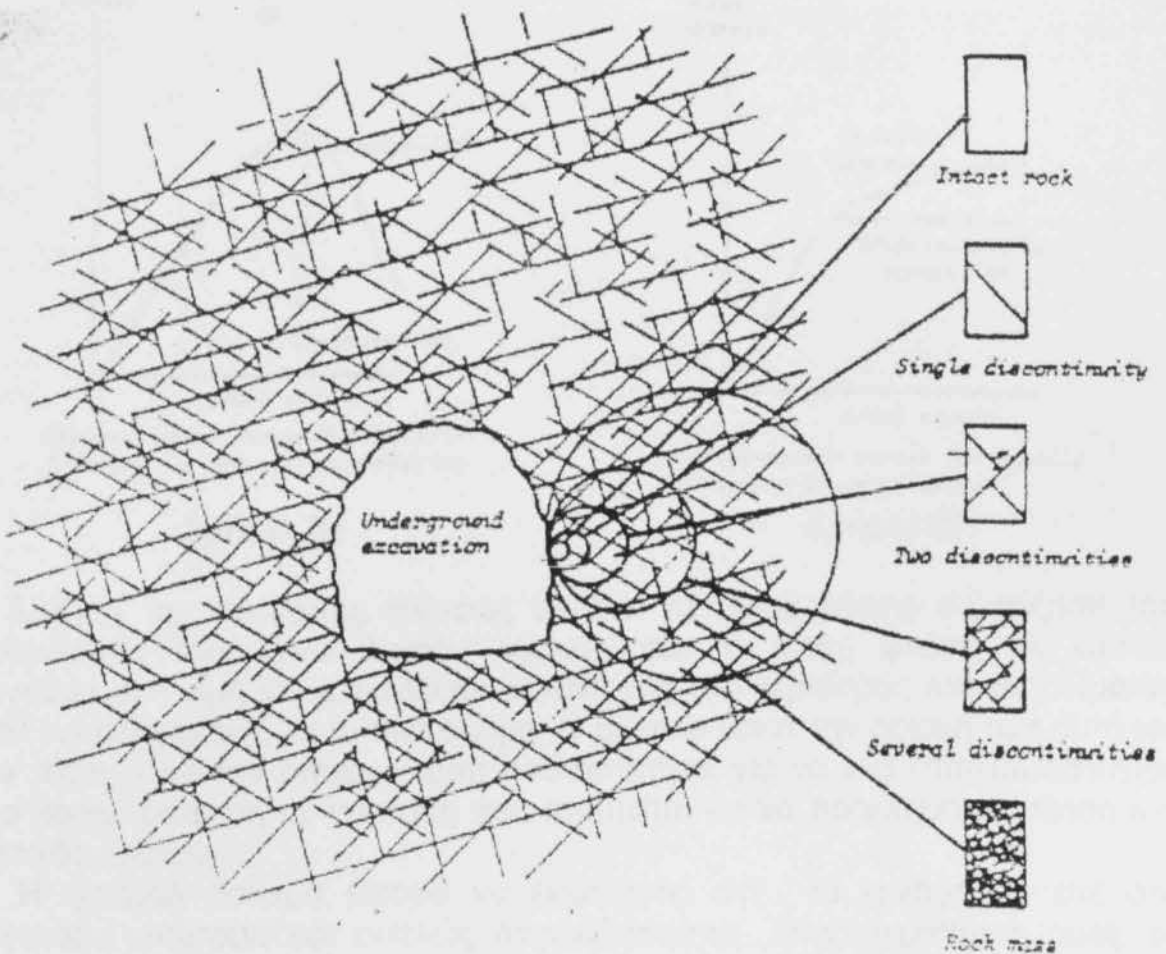 Intact rock
Single discontinuity
Underground
excavation
Two discontinuities
Several discontinuities
Rock mass